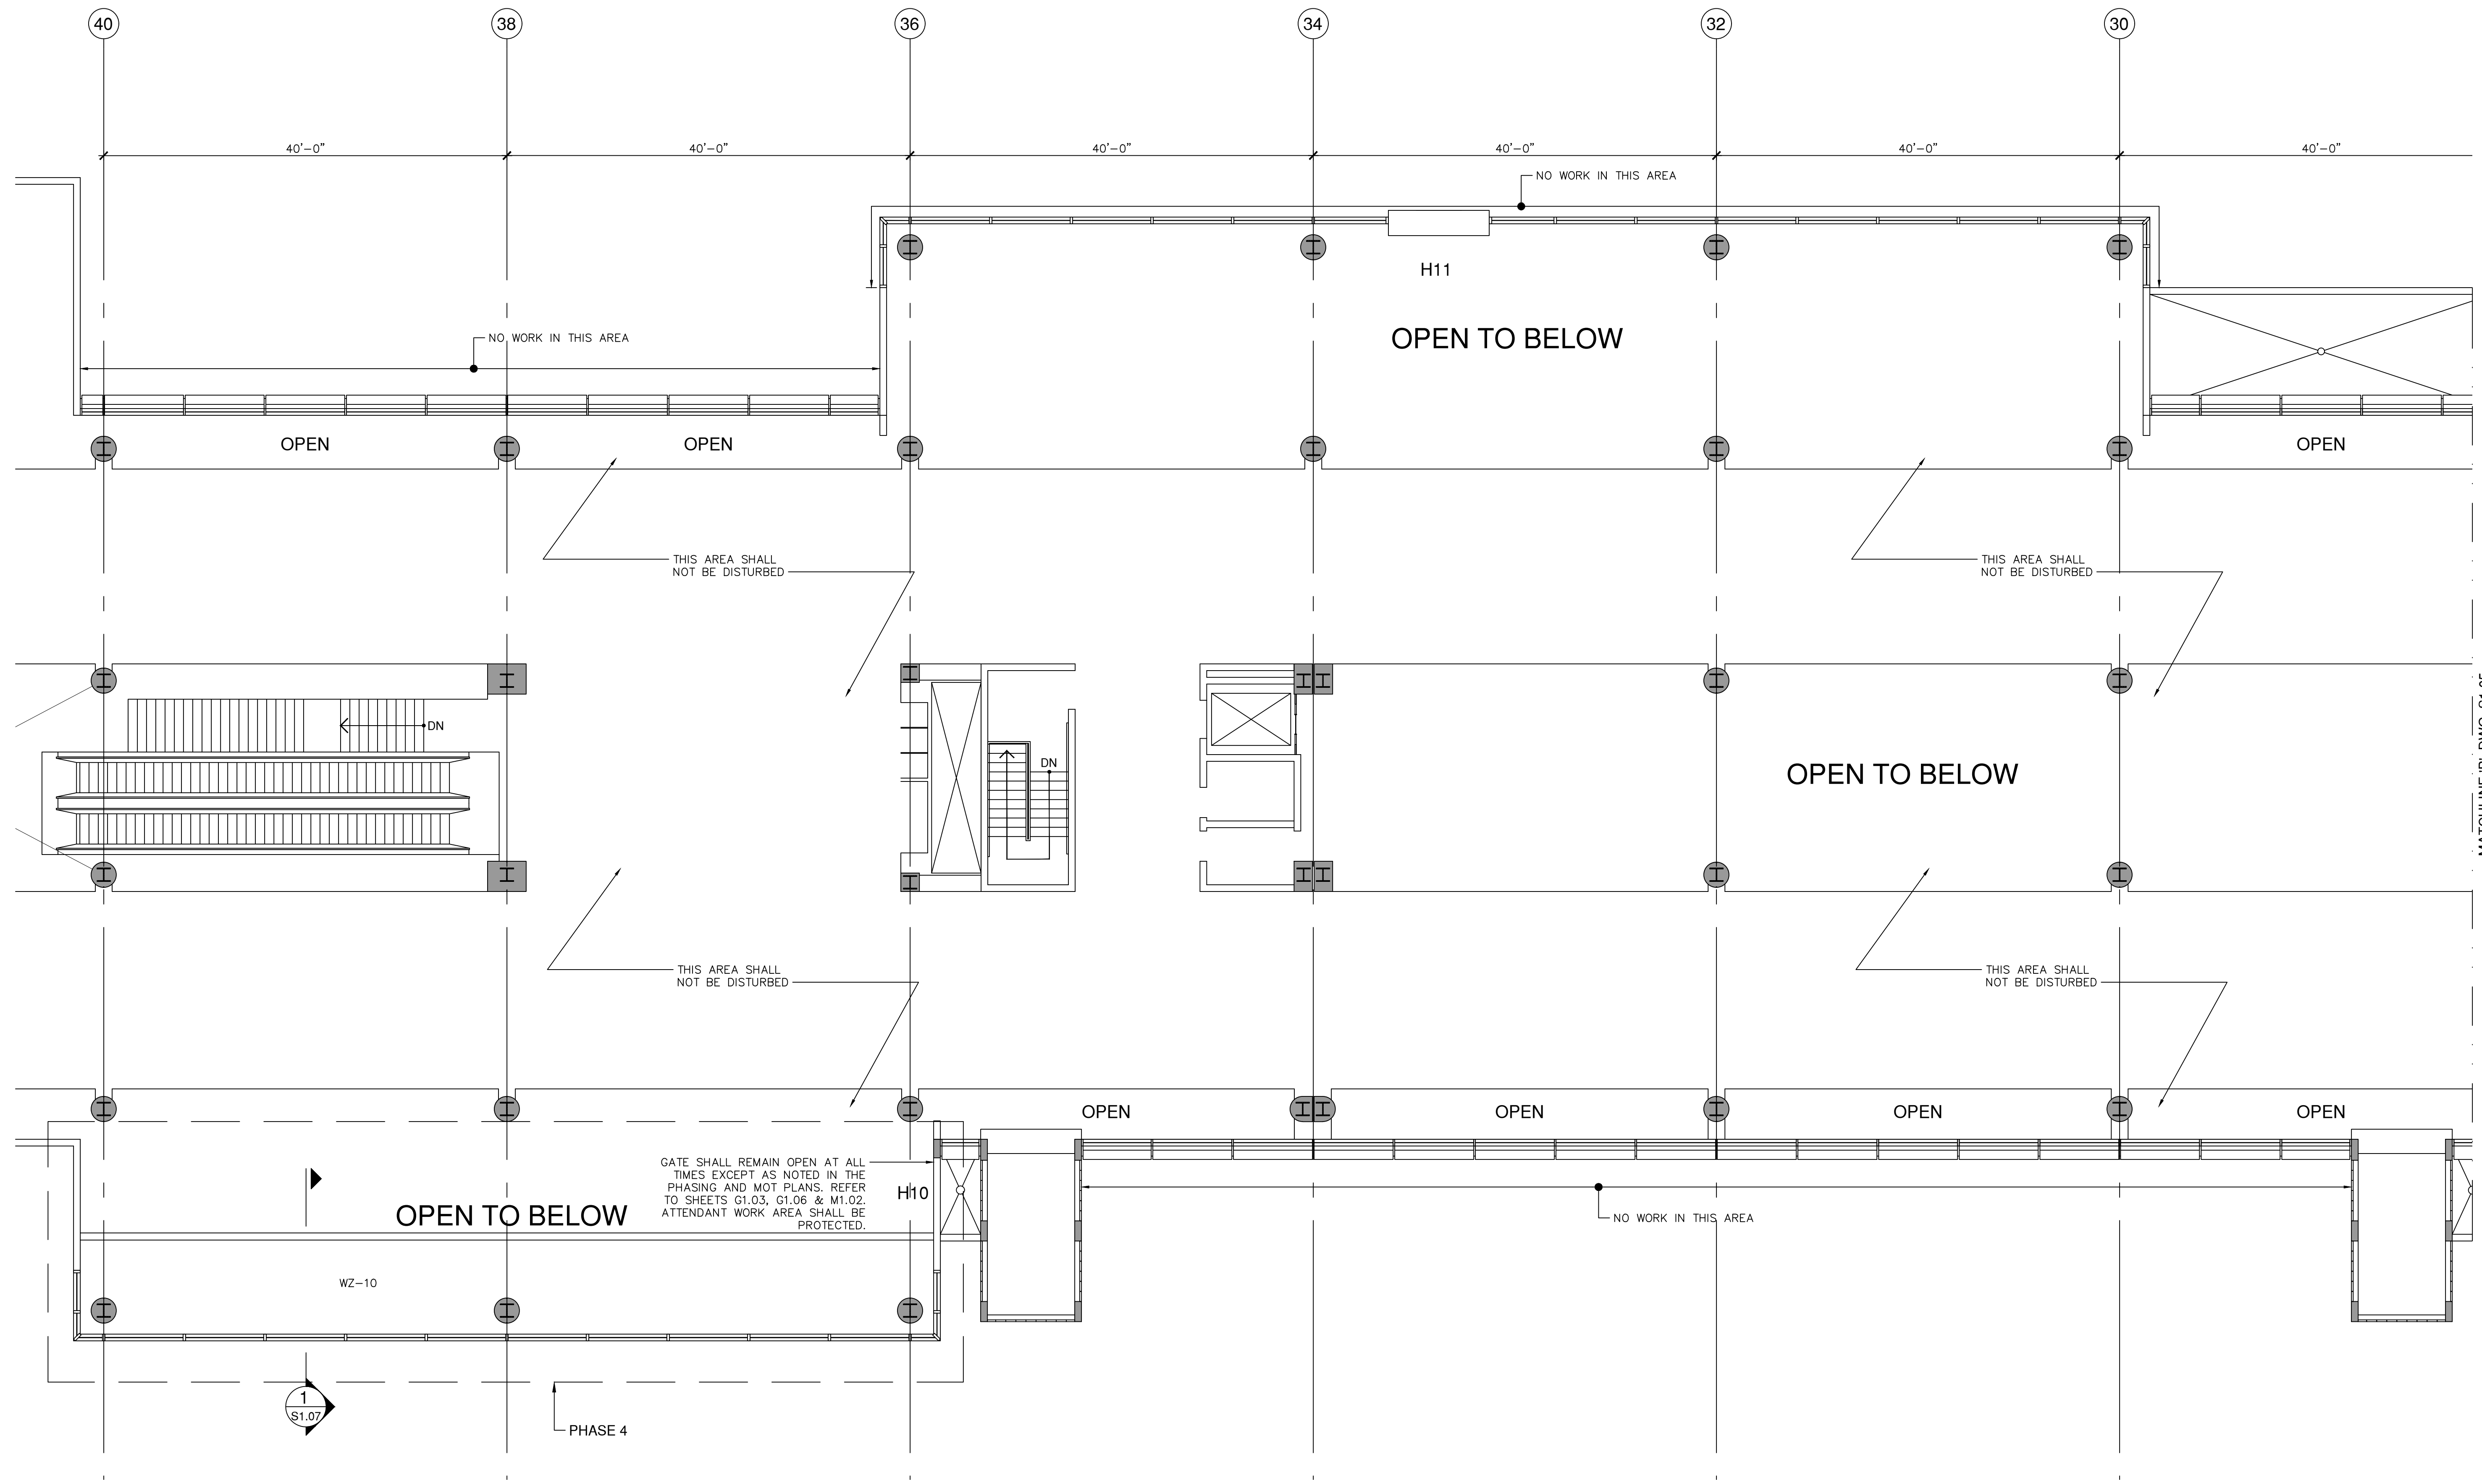 40 38 36 34 32 30
40'-0" 40'-0" 40'-0" 40'-0" 40'-0" 40'-0"
NO WORK IN THIS AREA
H11
OPEN TO BELOW
NO WORK IN THIS AREA
OPEN OPEN OPEN
THIS AREA SHALL
NOT BE DISTURBED
THIS AREA SHALL
NOT BE DISTURBED
DN
DN
OPEN TO BELOW
THIS AREA SHALL
NOT BE DISTURBED
THIS AREA SHALL
NOT BE DISTURBED
OPEN OPEN OPEN OPEN
GATE SHALL REMAIN OPEN AT ALL
TIMES EXCEPT AS NOTED IN THE
PHASING AND MOT PLANS. REFER
TO SHEETS G1.03, G1.06 & M1.02.
ATTENDANT WORK AREA SHALL BE
PROTECTED.
H10
OPEN TO BELOW
NO WORK IN THIS AREA
WZ-10
1
S1.07
PHASE 4